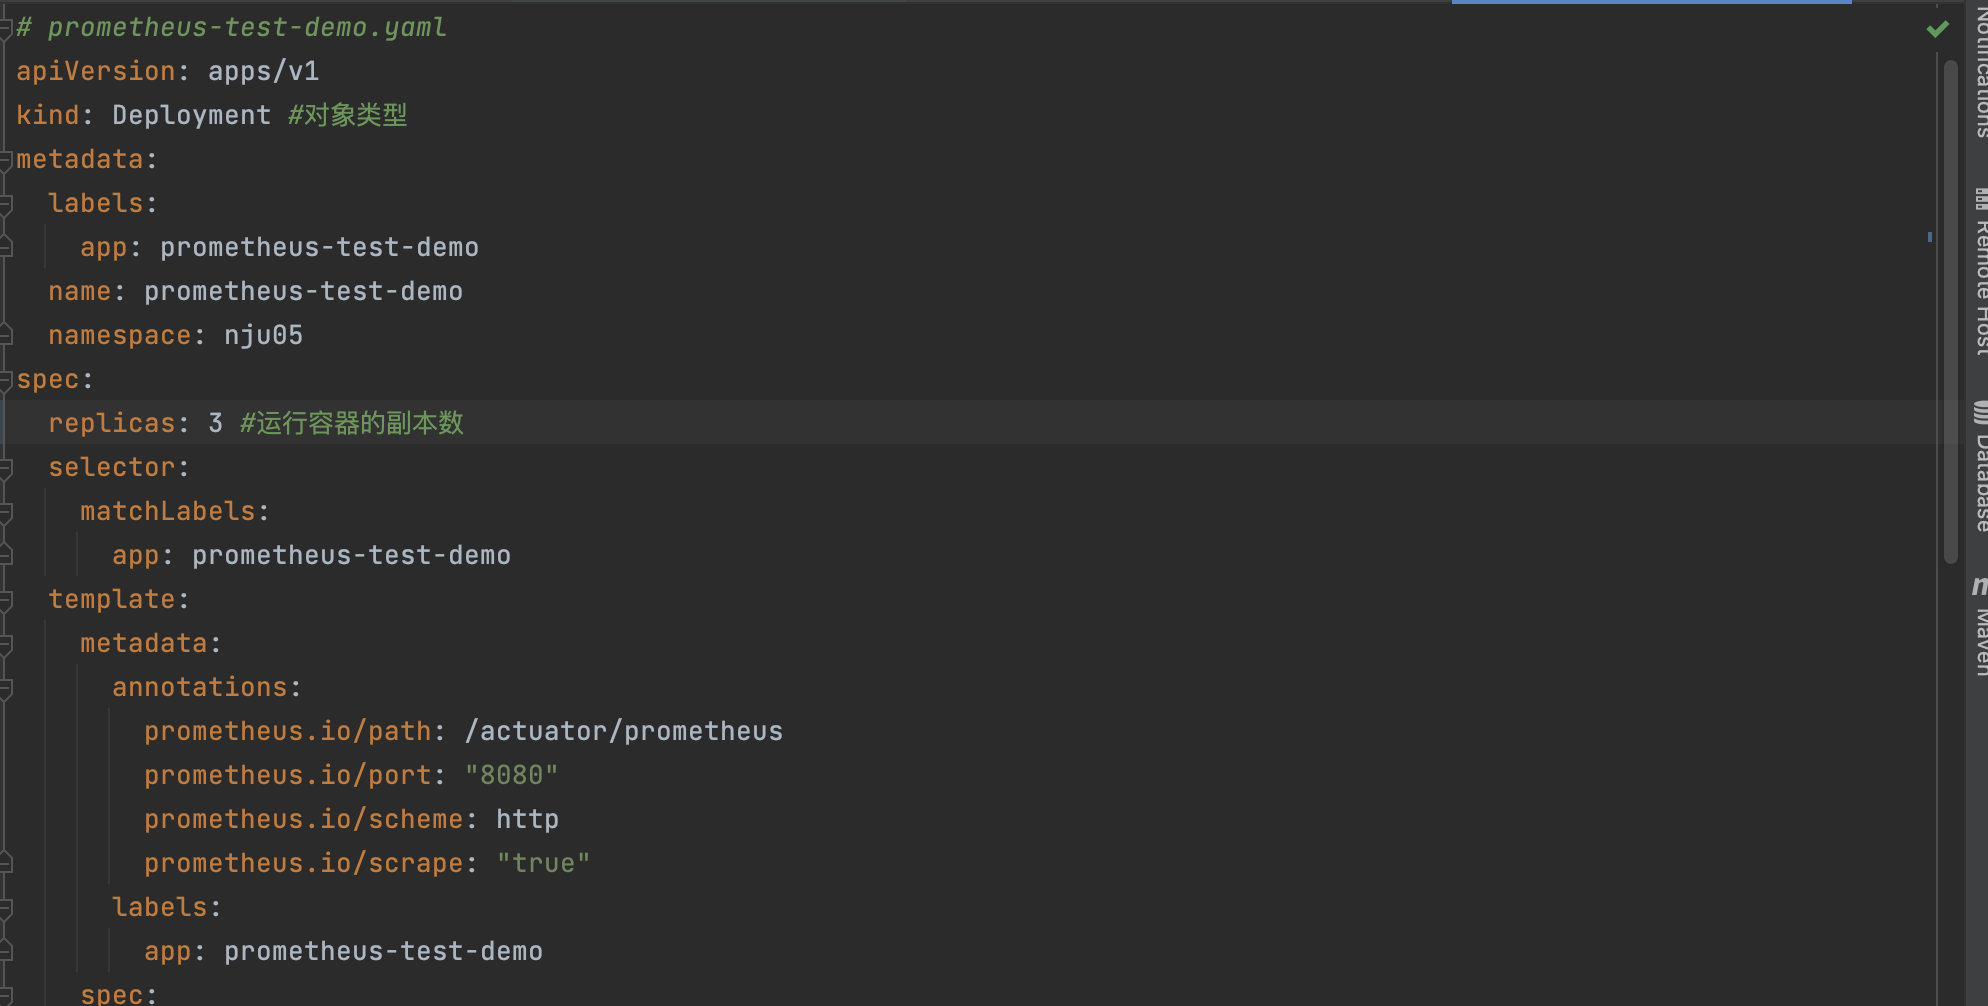 # prometheus-test-demo.yaml
apiVersion: apps/v1
kind: Deployment #对象类型
metadata:
  labels:
    app: prometheus-test-demo
  name: prometheus-test-demo
  namespace: nju05
spec:
  replicas: 3 #运行容器的副本数
  selector:
    matchLabels:
      app: prometheus-test-demo
  template:
    metadata:
      annotations:
        prometheus.io/path: /actuator/prometheus
        prometheus.io/port: "8080"
        prometheus.io/scheme: http
        prometheus.io/scrape: "true"
      labels:
        app: prometheus-test-demo
    spec:
Notifications
Remote Host
Database
m
Maven